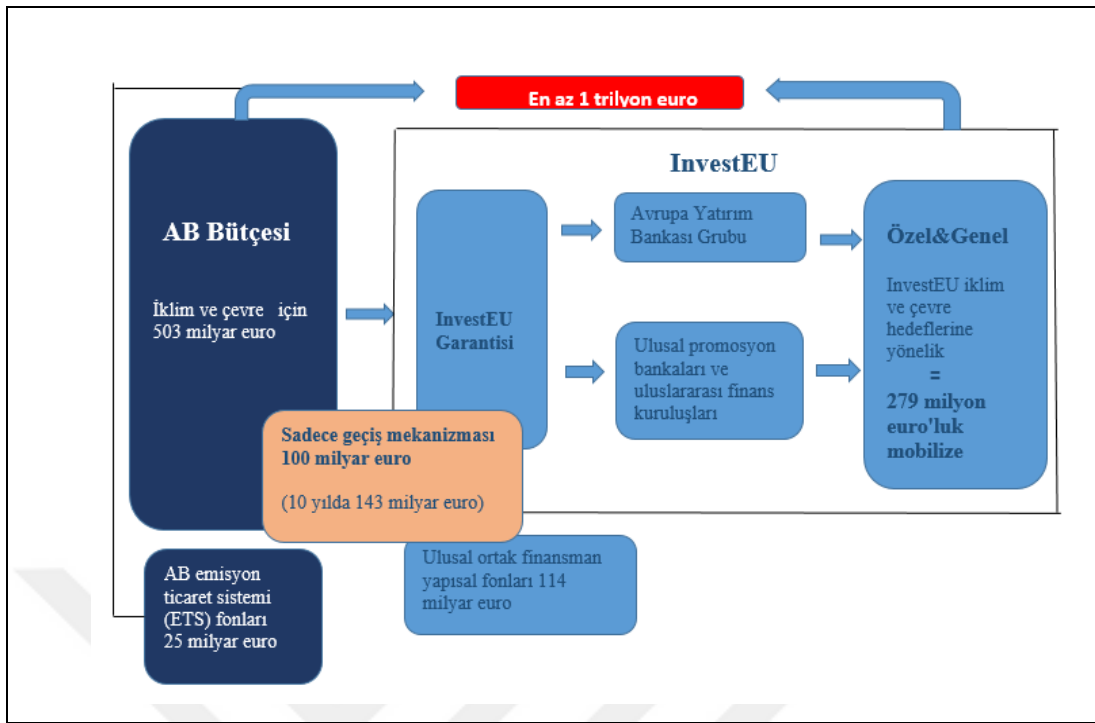 En az 1 trilyon euro
AB Bütçesi
İklim ve çevre için
503 milyar euro
InvestEU
InvestEU
Garantisi
Avrupa Yatırım
Bankası Grubu
Ulusal promosyon
bankaları ve
uluslararası finans
kuruluşları
Özel&Genel
InvestEU iklim
ve çevre
hedeflerine
yönelik
=
279 milyon
euro'luk
mobilize
Sadece geçiş mekanizması
100 milyar euro
(10 yılda 143 milyar euro)
AB emisyon
ticaret sistemi
(ETS) fonları
25 milyar euro
Ulusal ortak finansman
yapısal fonları 114
milyar euro